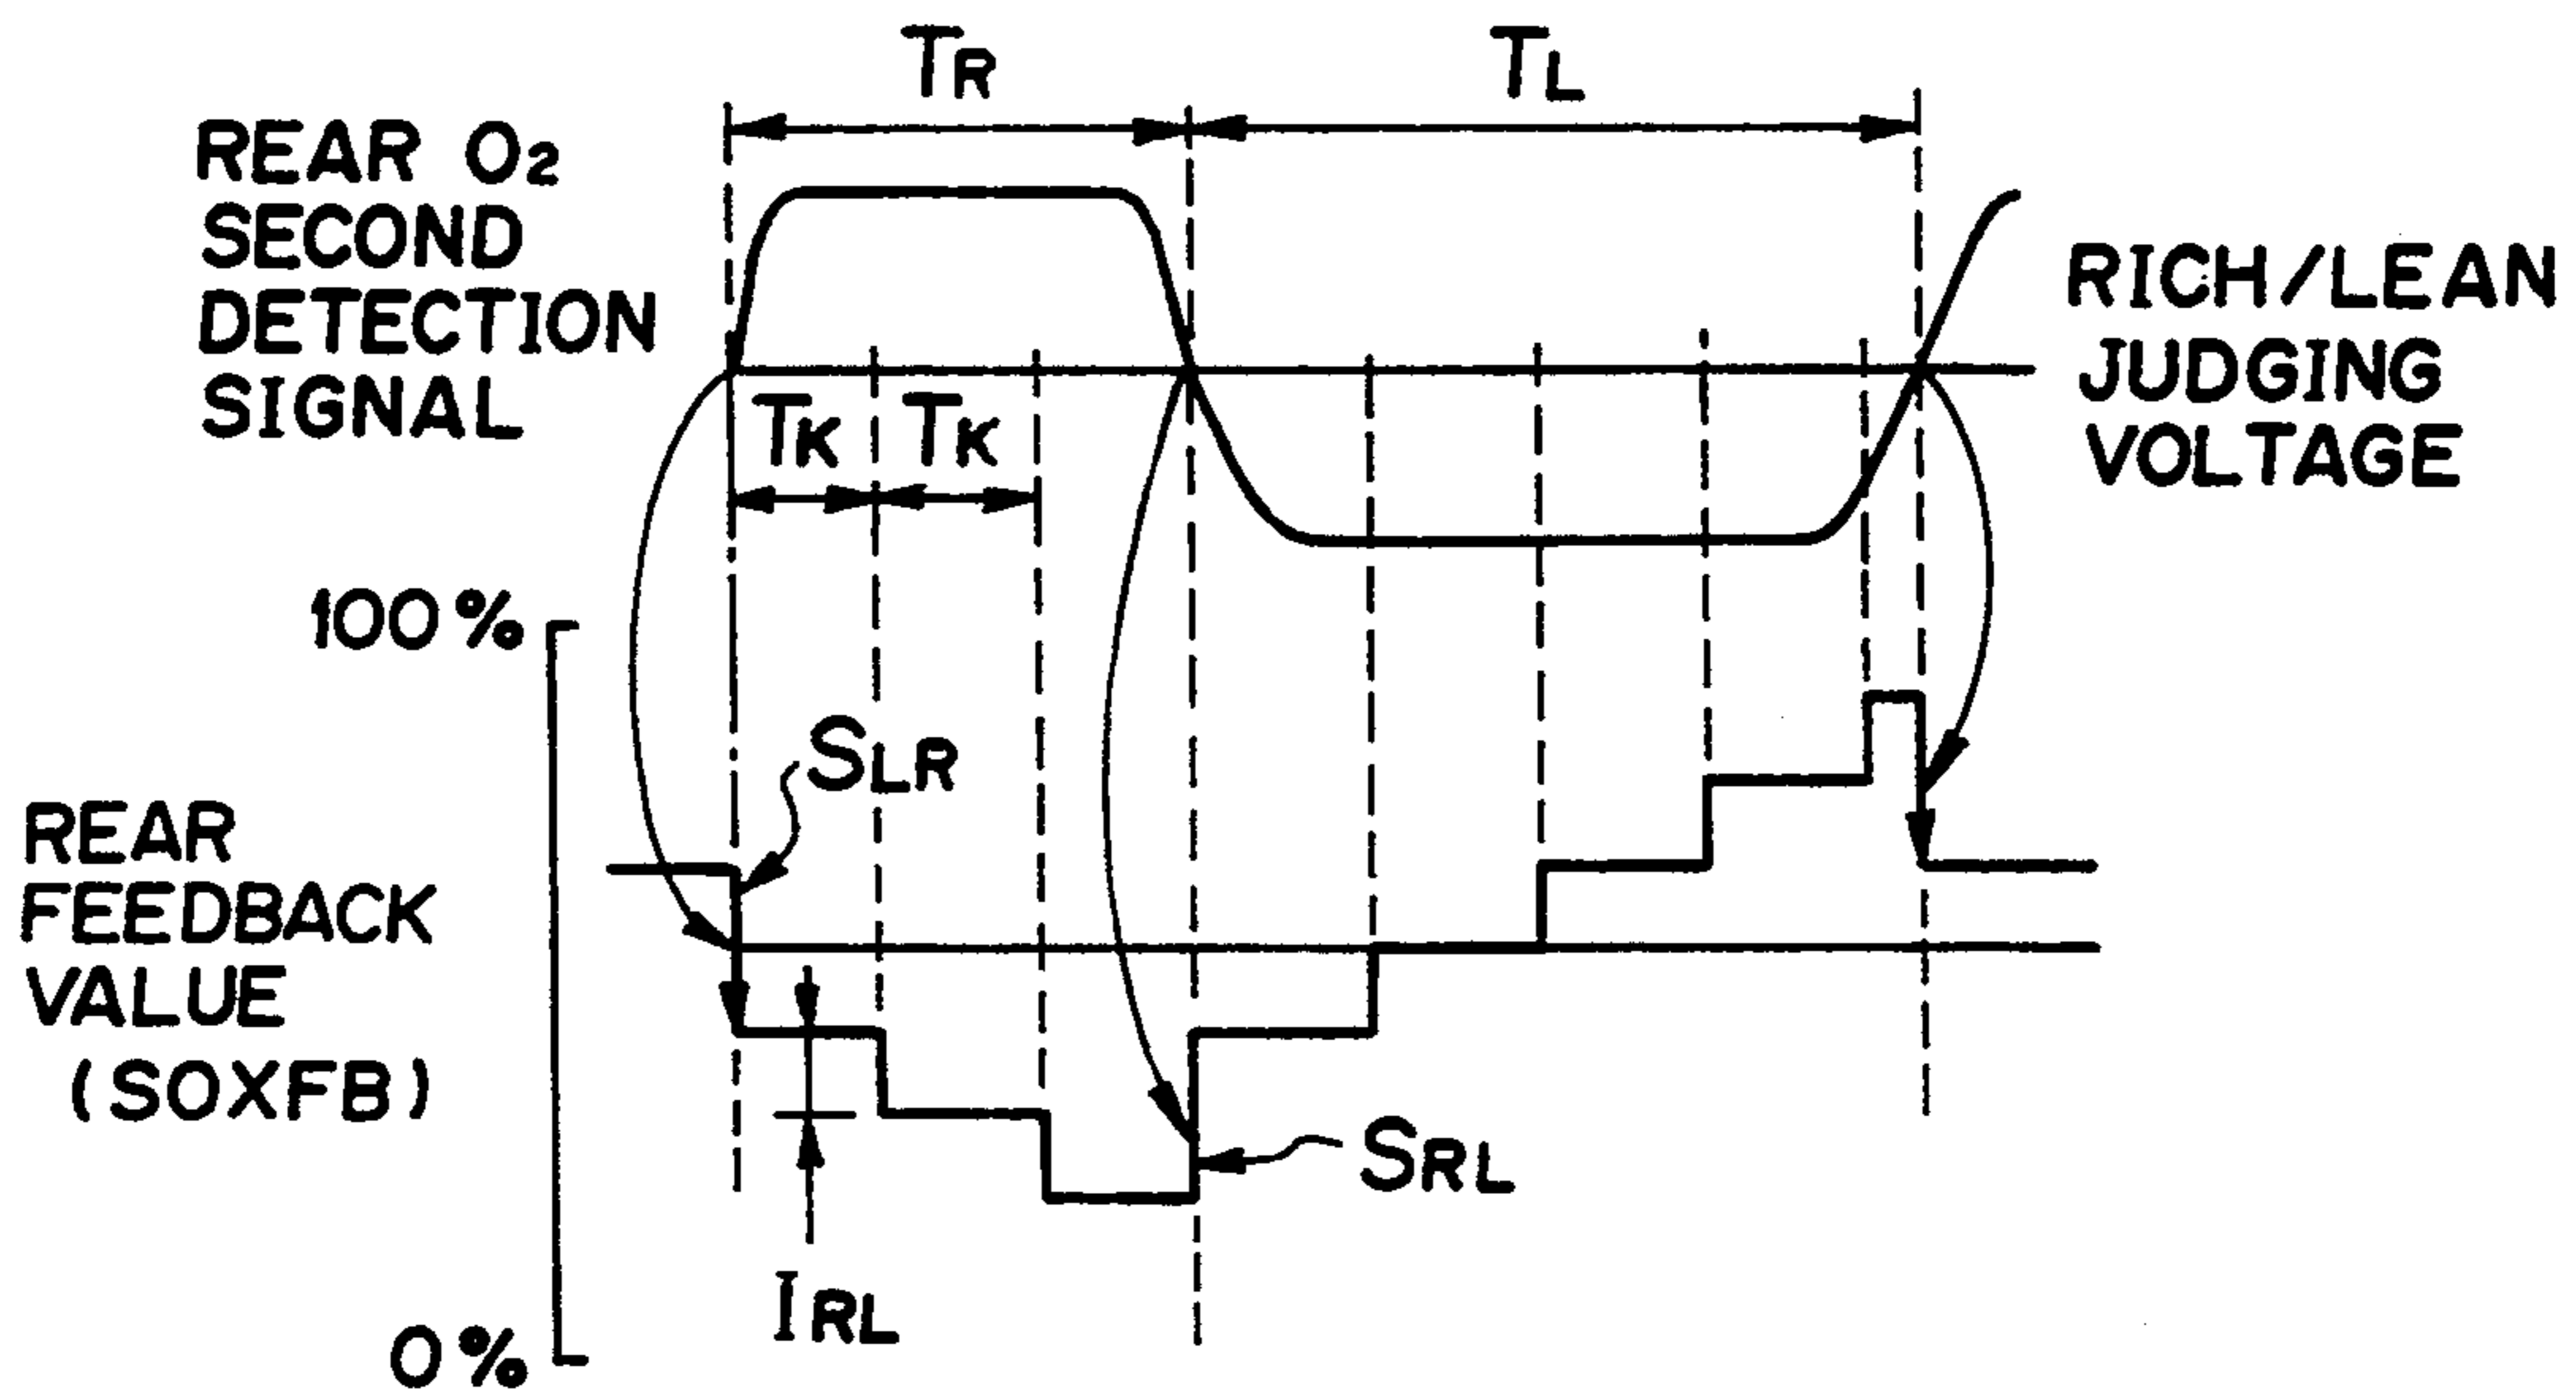 TR
TL
REAR O2
SECOND
DETECTION
SIGNAL
RICH/LEAN
JUDGING
VOLTAGE
TK
TK
100%
SLR
REAR
FEEDBACK
VALUE
(SOXFB)
SRL
IRL
0%